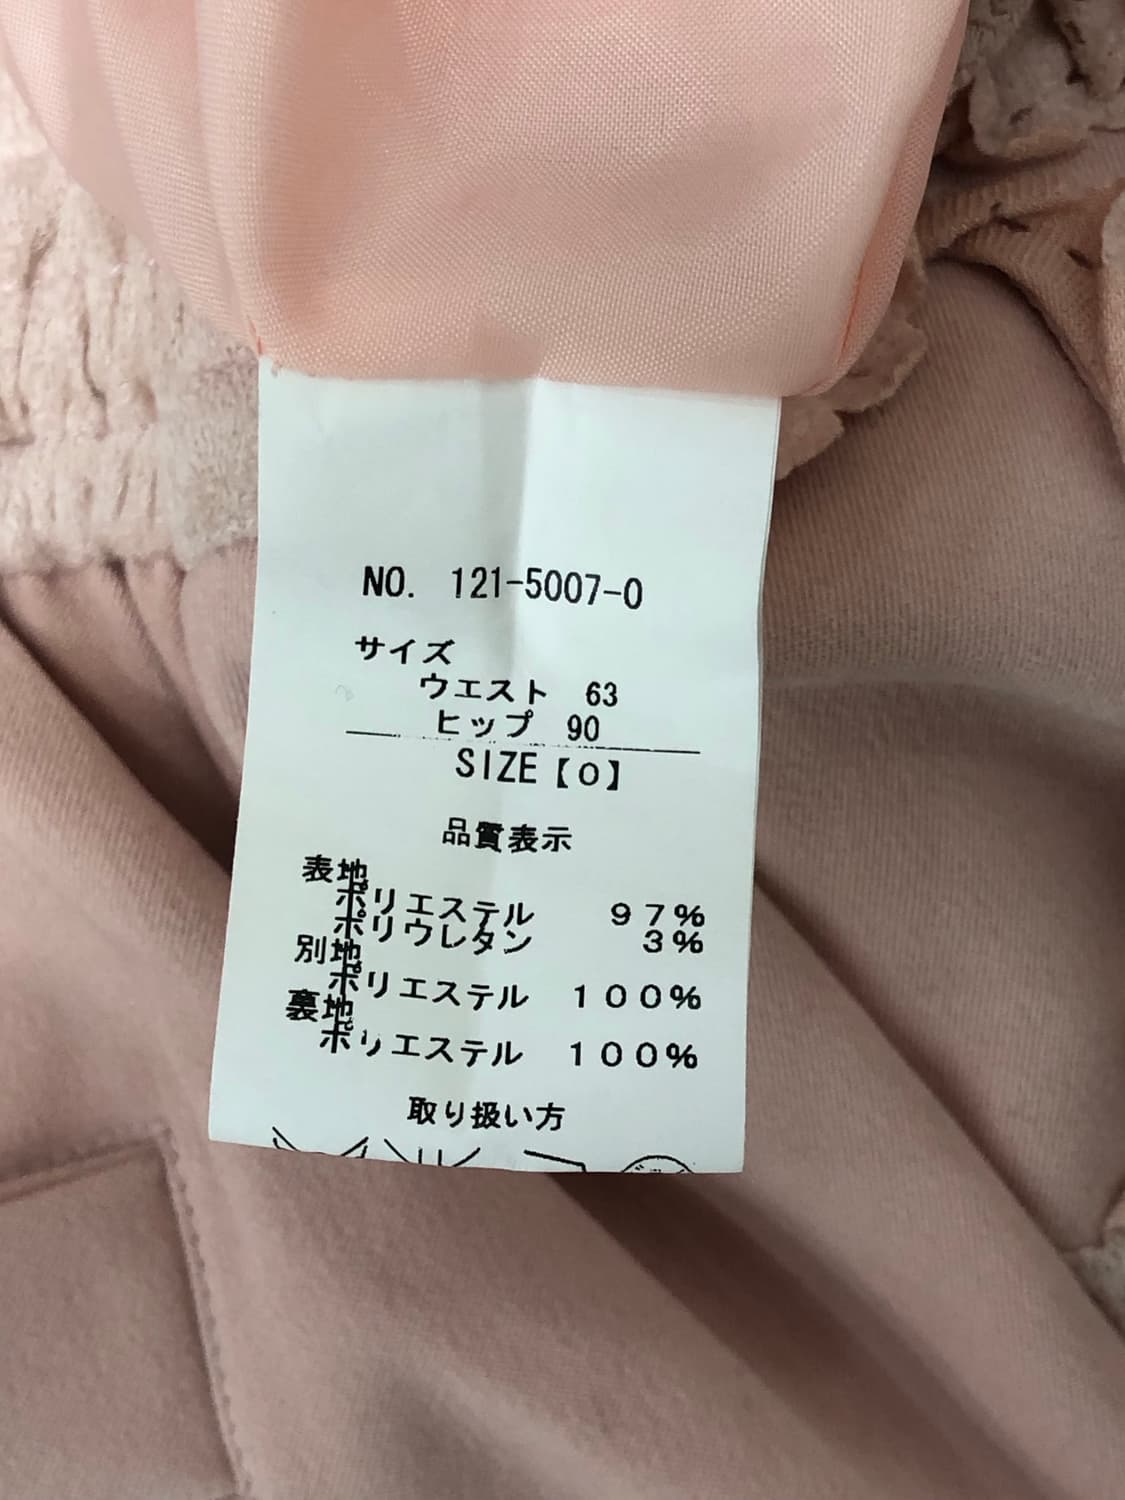 NO. 121-5007-0
サイズ
ウエスト 63
ヒップ 90
SIZE【0】
品質表示
表地
ポリエステル 97%
ポリウレタン 3%
別地
ポリエステル 100%
裏地
ポリエステル 100%
取り扱い方